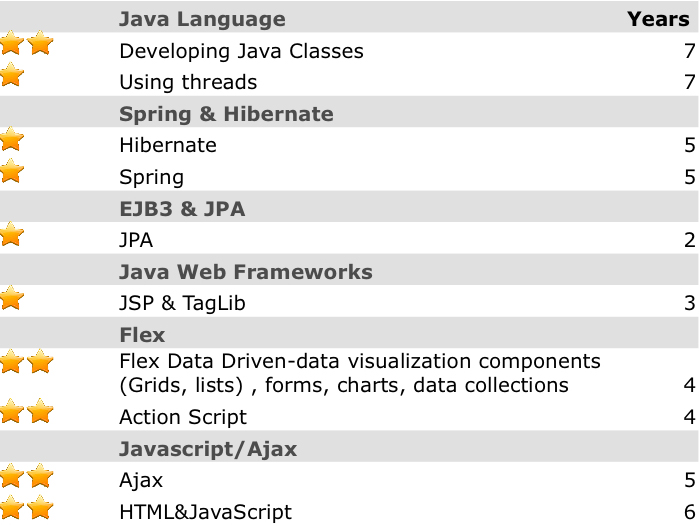 Java Language Years
Developing Java Classes 7
Using threads 7
Spring & Hibernate
Hibernate 5
Spring 5
EJB3 & JPA
JPA 2
Java Web Frameworks
JSP & TagLib 3
Flex
Flex Data Driven-data visualization components
(Grids, lists) , forms, charts, data collections 4
Action Script 4
Javascript/Ajax
Ajax 5
HTML&JavaScript 6